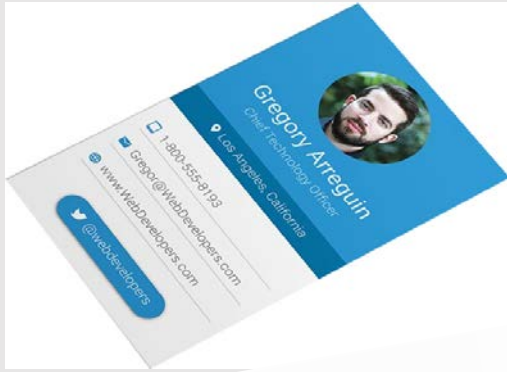 Gregory Arreguin
Chief Technology Officer
Los Angeles, California
1-800-555-8193
Gregor@WebDevelopers.com
www.WebDevelopers.com
@webdevelopers